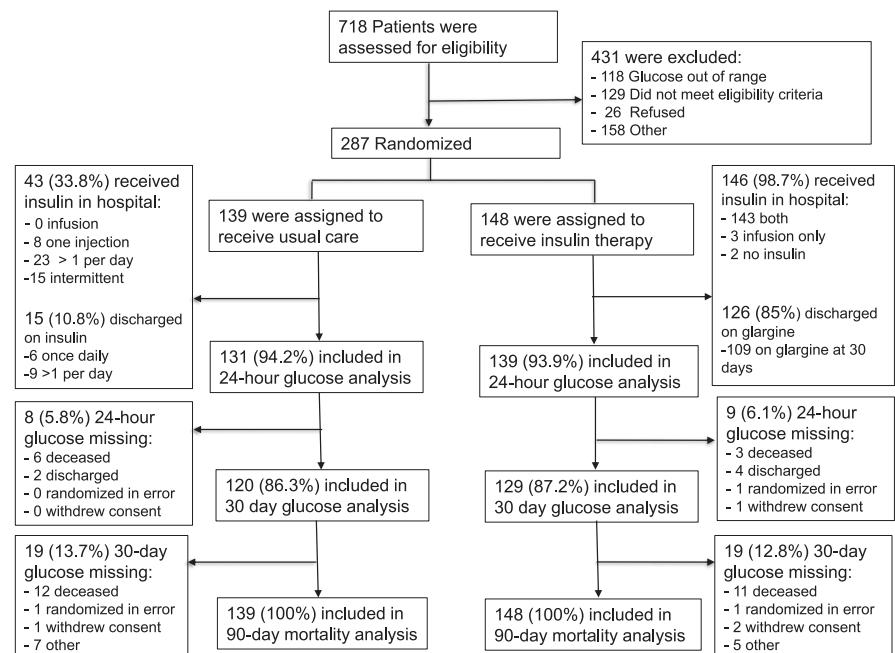 718 Patients were
assessed for eligibility
431 were excluded:
- 118 Glucose out of range
- 129 Did not meet eligibility criteria
- 26 Refused
- 158 Other
287 Randomized
43 (33.8%) received
insulin in hospital:
- 0 infusion
- 8 one injection
- 23 > 1 per day
-15 intermittent
15 (10.8%) discharged
on insulin
-6 once daily
-9 >1 per day
139 were assigned to
receive usual care
148 were assigned to
receive insulin therapy
146 (98.7%) received
insulin in hospital:
- 143 both
- 3 infusion only
- 2 no insulin
126 (85%) discharged
on glargine
-109 on glargine at 30
days
131 (94.2%) included in
24-hour glucose analysis
139 (93.9%) included in
24-hour glucose analysis
8 (5.8%) 24-hour
glucose missing:
- 6 deceased
- 2 discharged
- 0 randomized in error
- 0 withdrew consent
9 (6.1%) 24-hour
glucose missing:
- 3 deceased
- 4 discharged
- 1 randomized in error
- 1 withdrew consent
120 (86.3%) included in
30 day glucose analysis
129 (87.2%) included in
30 day glucose analysis
19 (13.7%) 30-day
glucose missing:
- 12 deceased
- 1 randomized in error
- 1 withdrew consent
- 7 other
19 (12.8%) 30-day
glucose missing:
- 11 deceased
- 1 randomized in error
- 2 withdrew consent
- 5 other
139 (100%) included in
90-day mortality analysis
148 (100%) included in
90-day mortality analysis